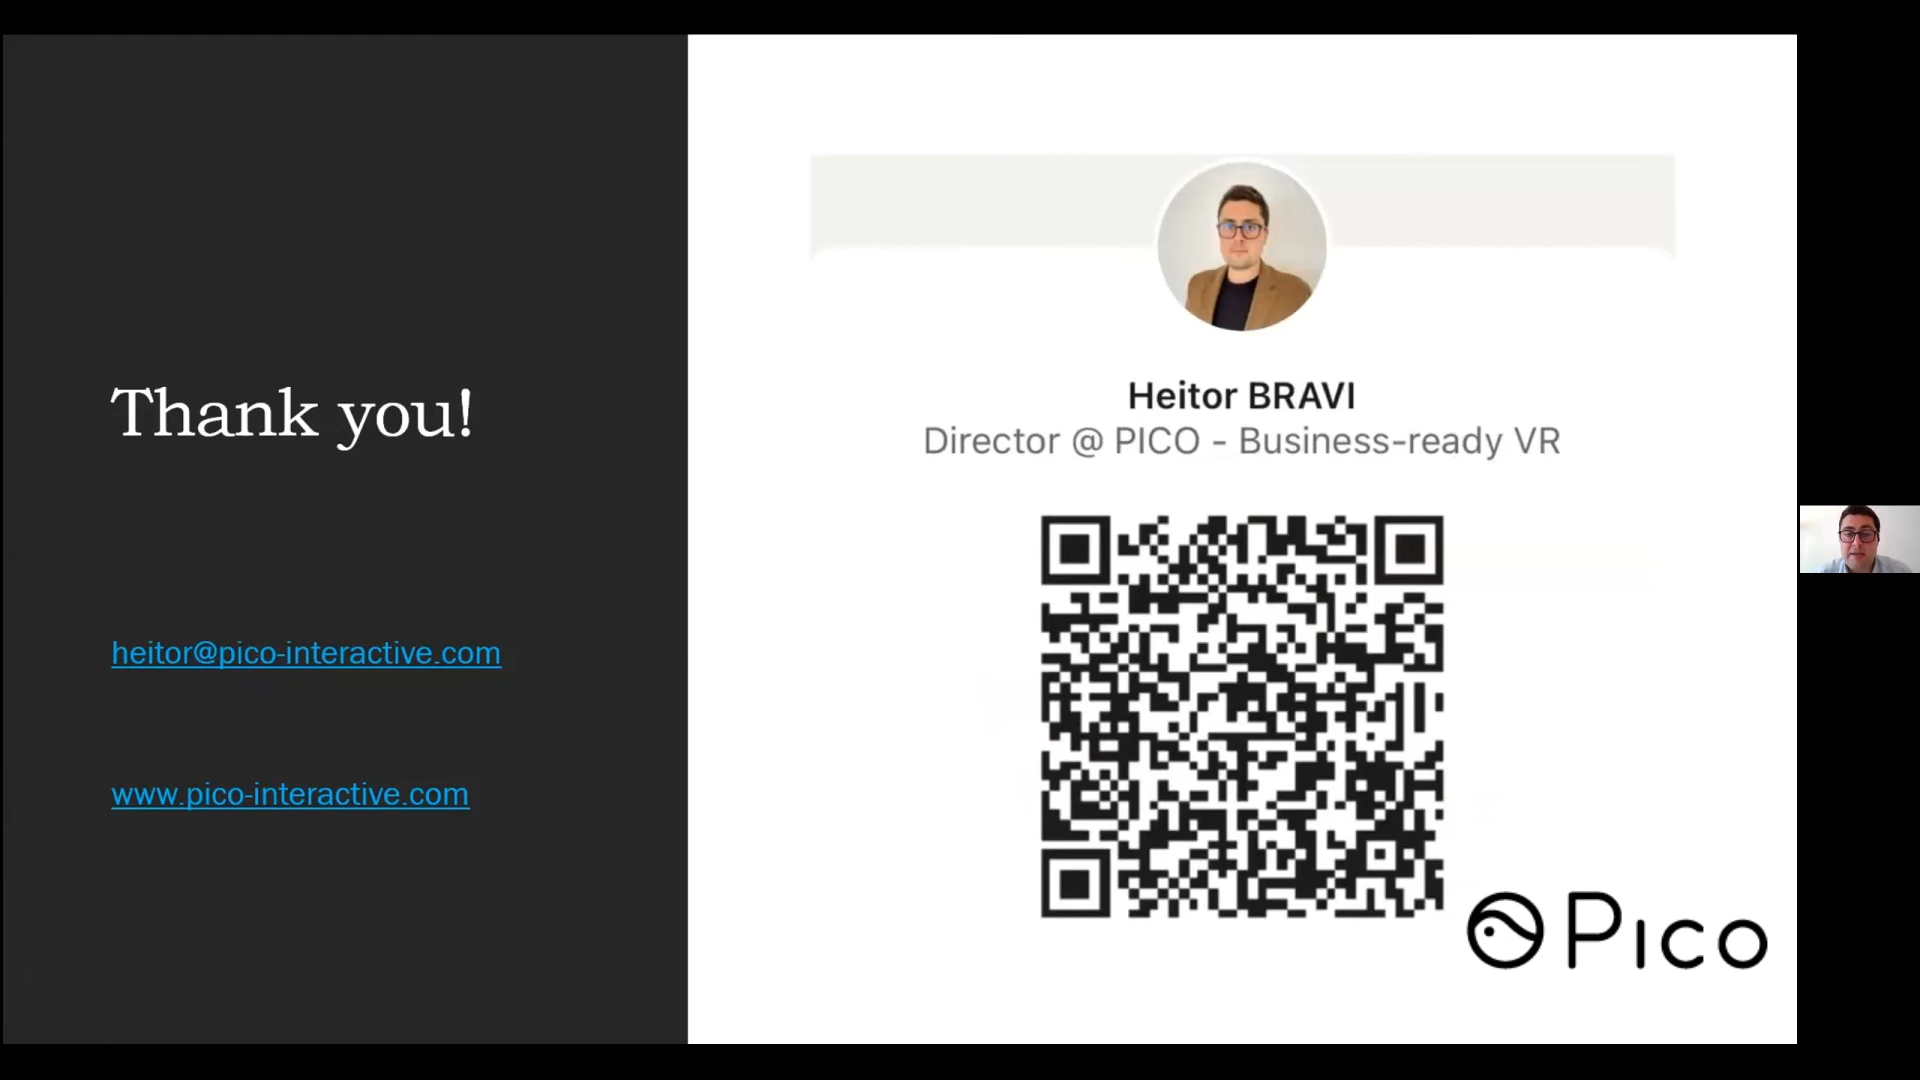 Thank you!
heitor@pico-interactive.com
www.pico-interactive.com
Heitor BRAVI
Director @ PICO - Business-ready VR
Pico